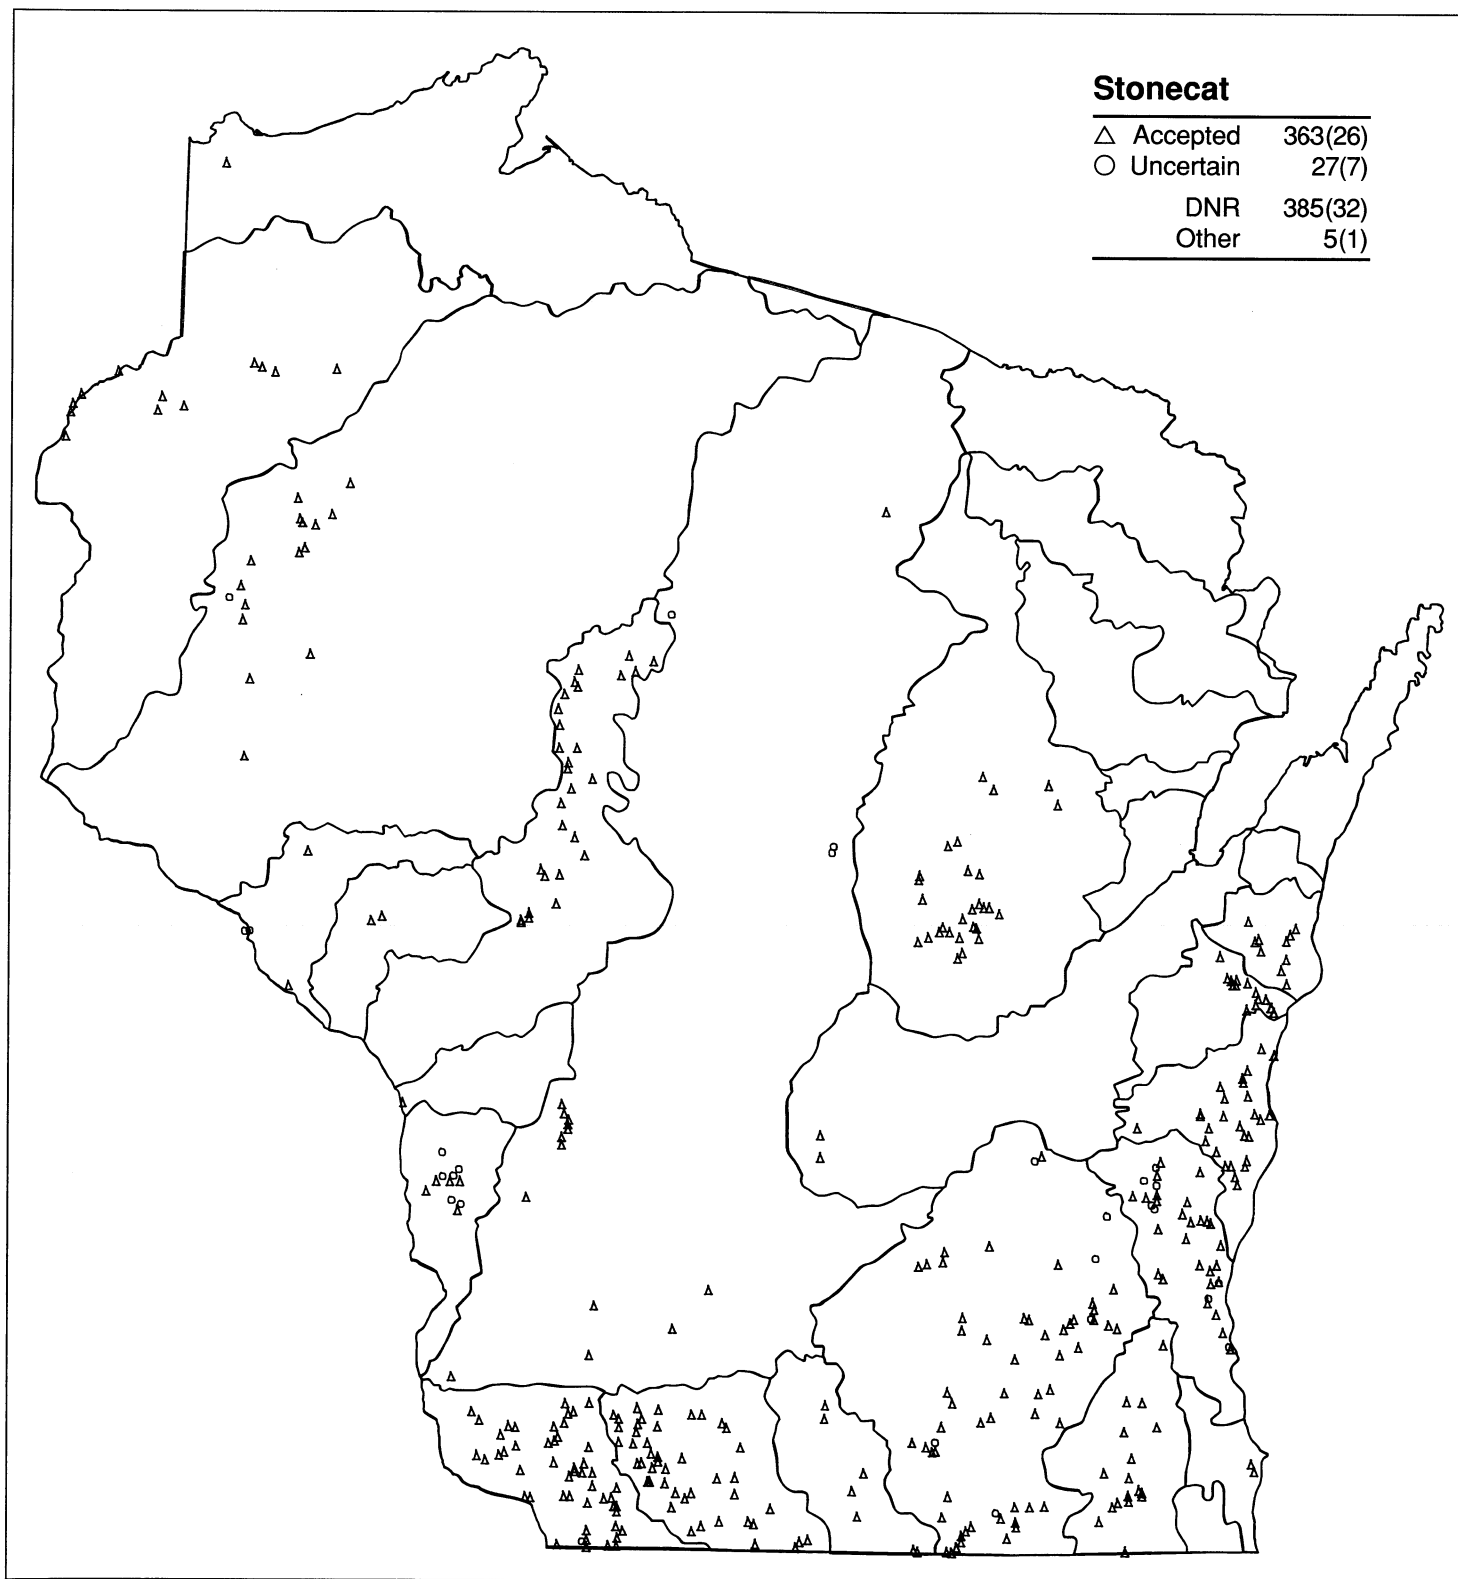 Stonecat
△ Accepted 363(26)
○ Uncertain 27(7)
DNR 385(32)
Other 5(1)